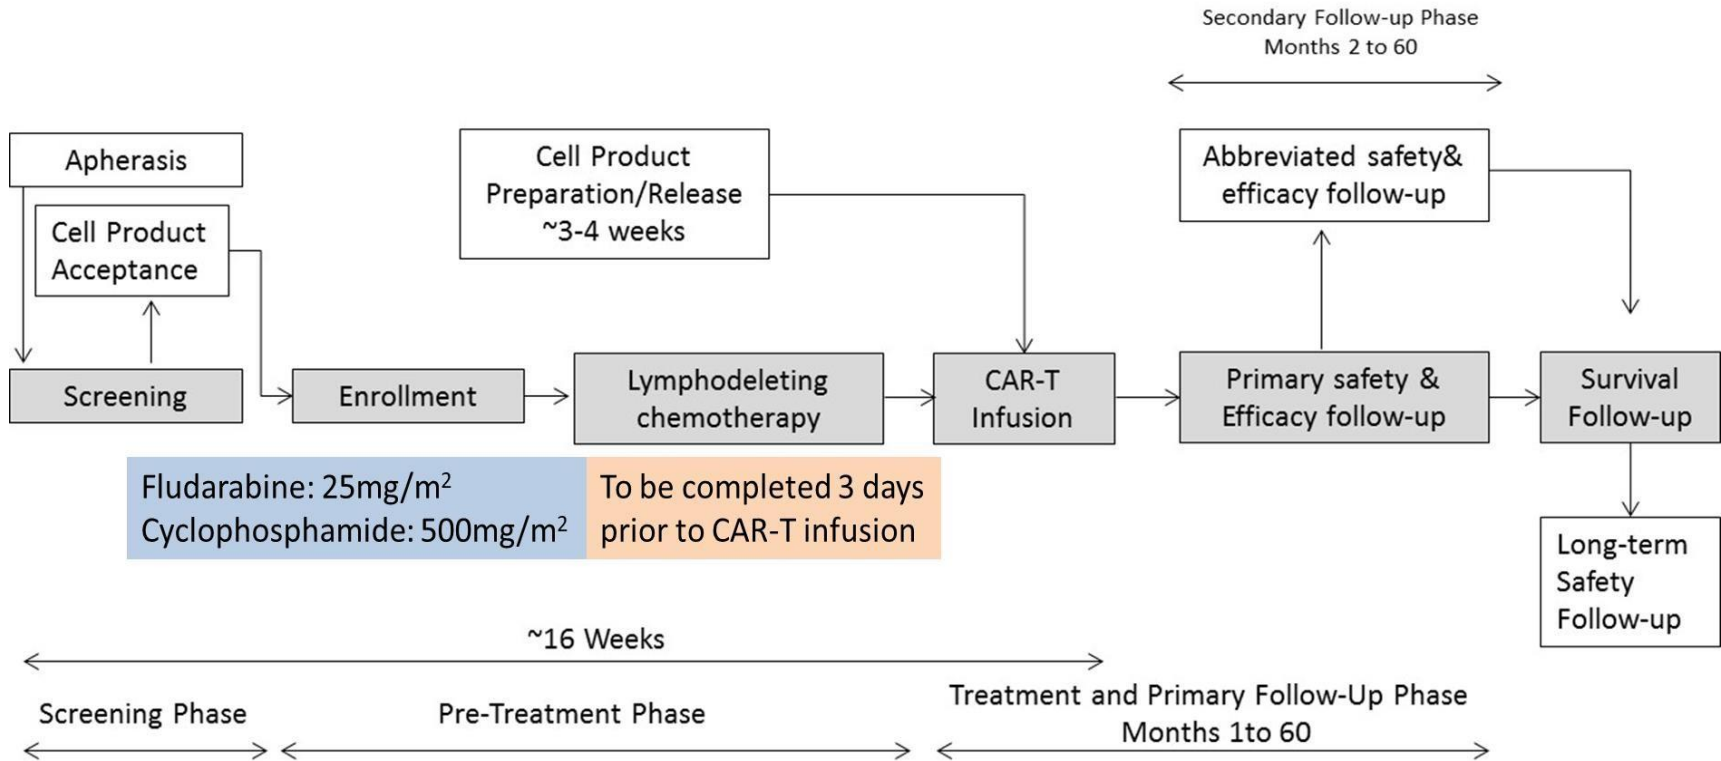 Secondary Follow-up Phase
Months 2 to 60
Apherasis
Cell Product
Acceptance
Cell Product
Preparation/Release
~3-4 weeks
Abbreviated safety&
efficacy follow-up
Screening
Enrollment
Lymphodeleting
chemotherapy
CAR-T
Infusion
Primary safety &
Efficacy follow-up
Survival
Follow-up
Fludarabine: 25mg/m²
Cyclophosphamide: 500mg/m²
To be completed 3 days
prior to CAR-T infusion
Long-term
Safety
Follow-up
~16 Weeks
Screening Phase
Pre-Treatment Phase
Treatment and Primary Follow-Up Phase
Months 1to 60